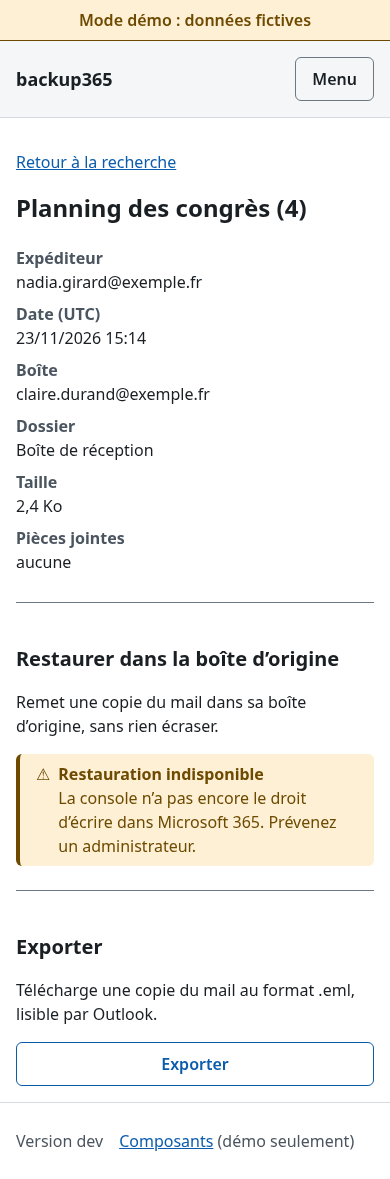 Mode démo : données fictives
backup365
Menu
Retour à la recherche
Planning des congrès (4)
Expéditeur
nadia.girard@exemple.fr
Date (UTC)
23/11/2026 15:14
Boîte
claire.durand@exemple.fr
Dossier
Boîte de réception
Taille
2,4 Ko
Pièces jointes
aucune
Restaurer dans la boîte d’origine
Remet une copie du mail dans sa boîte
d’origine, sans rien écraser.
⚠ Restauration indisponible
La console n’a pas encore le droit
d’écrire dans Microsoft 365. Prévenez
un administrateur.
Exporter
Télécharge une copie du mail au format .eml,
lisible par Outlook.
Exporter
Version dev Composants (démo seulement)